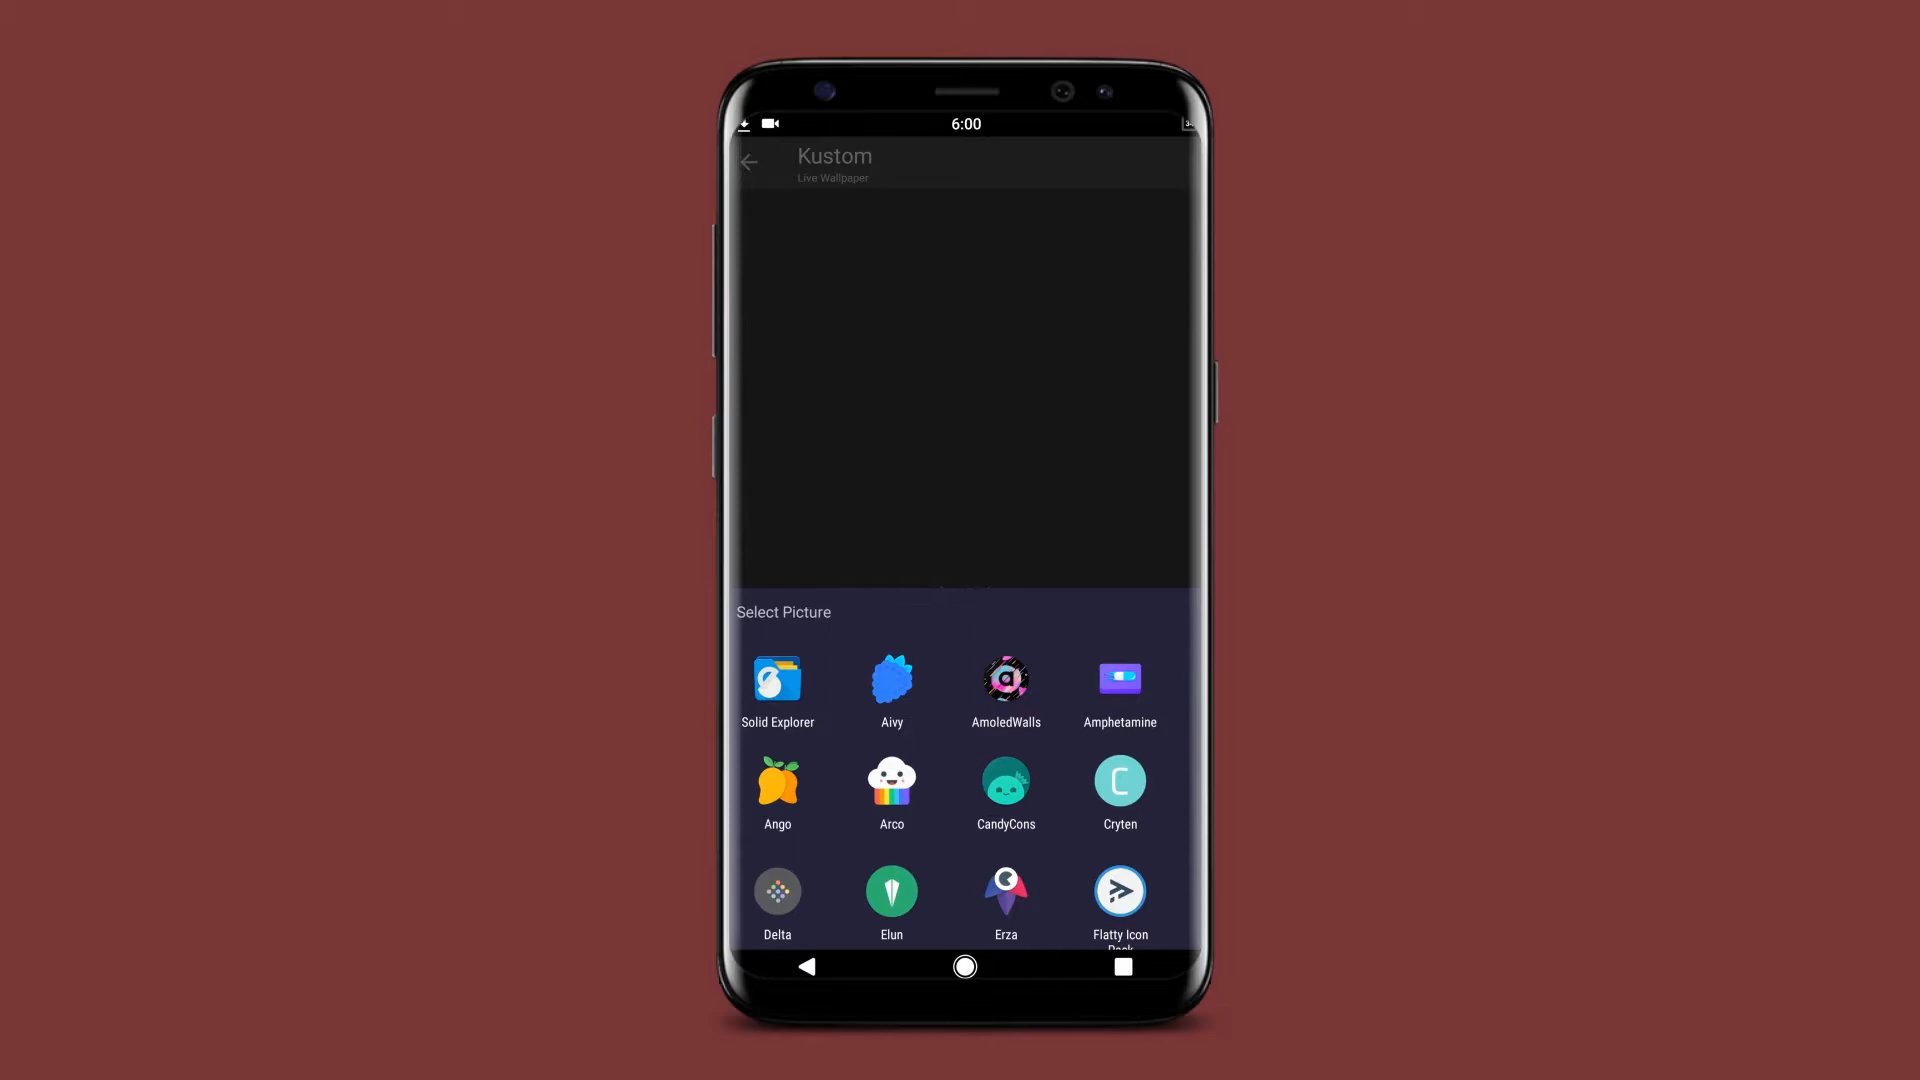 6:00
Kustom
Live Wallpaper
Select Picture
Solid Explorer
Aivy
AmoledWalls
Amphetamine
Ango
Arco
CandyCons
Cryten
Delta
Elun
Erza
Flatty Icon
Pack